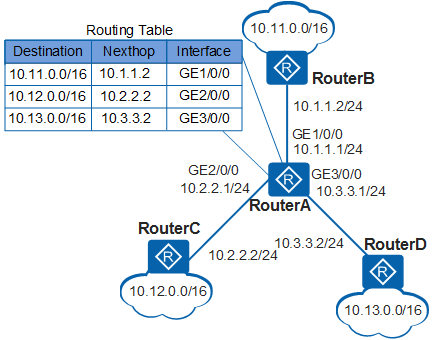 Routing Table
Destination Nexthop Interface
10.11.0.0/16 10.1.1.2 GE1/0/0
10.12.0.0/16 10.2.2.2 GE2/0/0
10.13.0.0/16 10.3.3.2 GE3/0/0
10.11.0.0/16
R
RouterB
10.1.1.2/24
GE1/0/0
10.1.1.1/24
GE2/0/0
10.2.2.1/24
R
GE3/0/0
10.3.3.1/24
RouterA
RouterC
R
10.2.2.2/24
10.12.0.0/16
10.3.3.2/24
RouterD
R
10.13.0.0/16